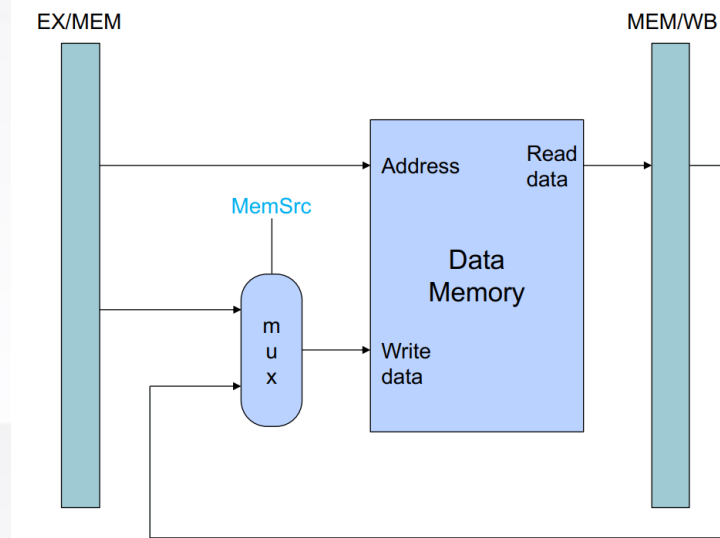 EX/MEM
MEM/WB
Address
Read
data
MemSrc
Data
Memory
m
u
x
Write
data